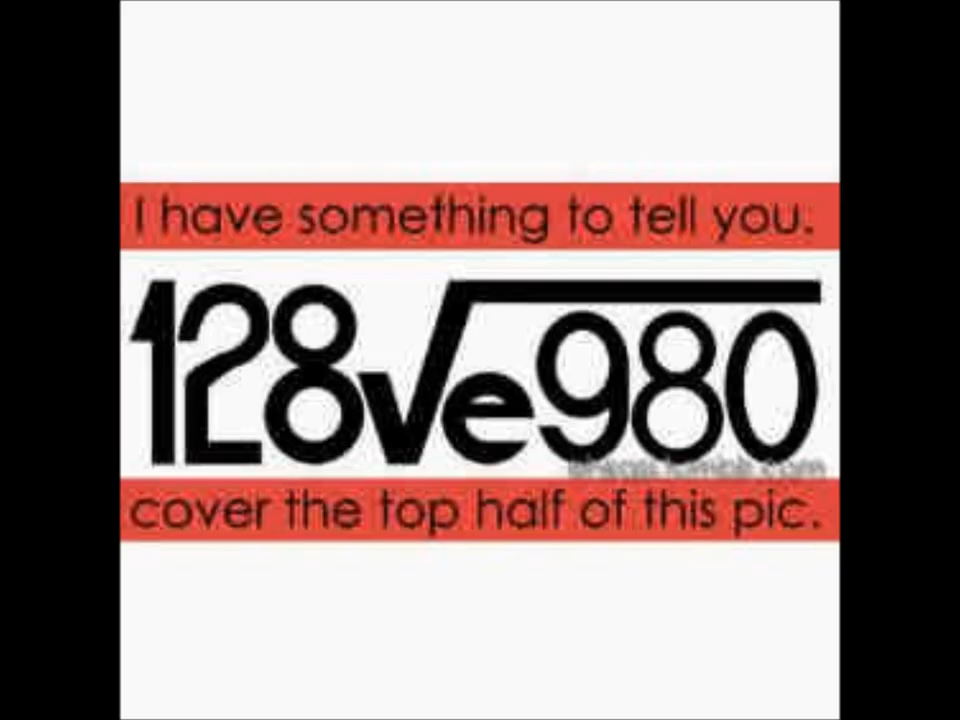 I have something to tell you.
128√e980
cover the top half of this pic.